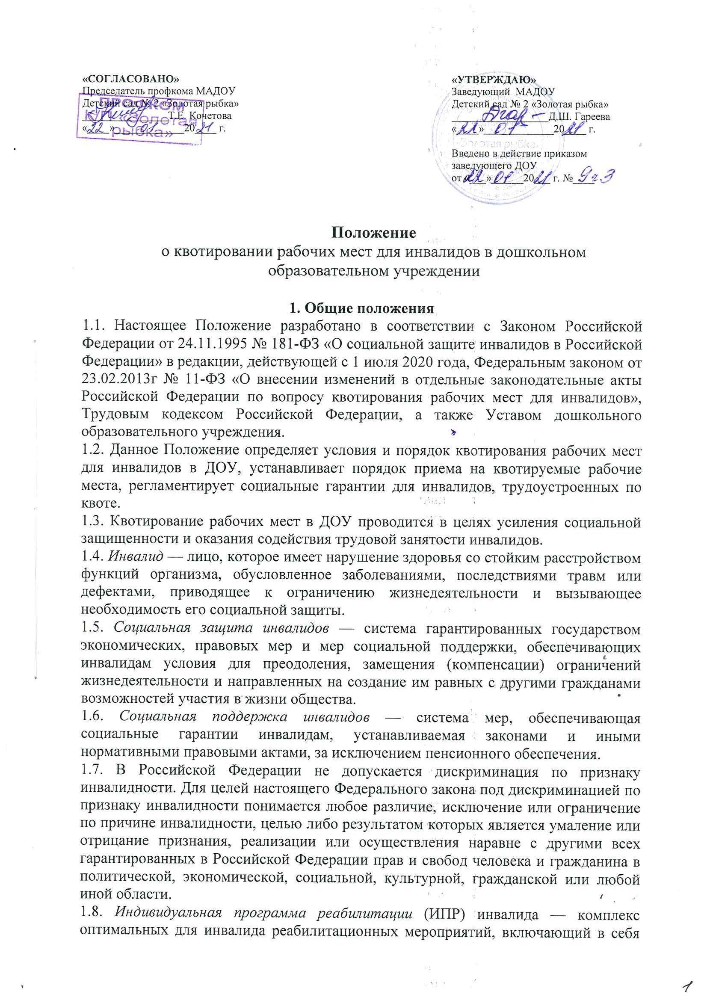 «СОГЛАСОВАНО»
Председатель профкома МАДОУ
Детский сад № 2 «Золотая рыбка»
Т.Е. Кочетова
«22» 01 2021 г.
ПРОФКОМ
«Золотая
рыбка»
«УТВЕРЖДАЮ»
Заведующий МАДОУ
Детский сад № 2 «Золотая рыбка»
Д.Ш. Гареева
«22» 01 2021 г.
Золотая рыбка
Введено в действие приказом
заведующего ДОУ
от «22» 01 2021 г. №
Положение
о квотировании рабочих мест для инвалидов в дошкольном
образовательном учреждении
1. Общие положения
1.1. Настоящее Положение разработано в соответствии с Законом Российской
Федерации от 24.11.1995 № 181-ФЗ «О социальной защите инвалидов в Российской
Федерации» в редакции, действующей с 1 июля 2020 года, Федеральным законом от
23.02.2013г № 11-ФЗ «О внесении изменений в отдельные законодательные акты
Российской Федерации по вопросу квотирования рабочих мест для инвалидов»,
Трудовым кодексом Российской Федерации, а также Уставом дошкольного
образовательного учреждения.
1.2. Данное Положение определяет условия и порядок квотирования рабочих мест
для инвалидов в ДОУ, устанавливает порядок приема на квотируемые рабочие
места, регламентирует социальные гарантии для инвалидов, трудоустроенных по
квоте.
1.3. Квотирование рабочих мест в ДОУ проводится в целях усиления социальной
защищенности и оказания содействия трудовой занятости инвалидов.
1.4. Инвалид — лицо, которое имеет нарушение здоровья со стойким расстройством
функций организма, обусловленное заболеваниями, последствиями травм или
дефектами, приводящее к ограничению жизнедеятельности и вызывающее
необходимость его социальной защиты.
1.5. Социальная защита инвалидов — система гарантированных государством
экономических, правовых мер и мер социальной поддержки, обеспечивающих
инвалидам условия для преодоления, замещения (компенсации) ограничений
жизнедеятельности и направленных на создание им равных с другими гражданами
возможностей участия в жизни общества.
1.6. Социальная поддержка инвалидов — система мер, обеспечивающая
социальные гарантии инвалидам, устанавливаемая законами и иными
нормативными правовыми актами, за исключением пенсионного обеспечения.
1.7. В Российской Федерации не допускается дискриминация по признаку
инвалидности. Для целей настоящего Федерального закона под дискриминацией по
признаку инвалидности понимается любое различие, исключение или ограничение
по причине инвалидности, целью либо результатом которых является умаление или
отрицание признания, реализации или осуществления наравне с другими всех
гарантированных в Российской Федерации прав и свобод человека и гражданина в
политической, экономической, социальной, культурной, гражданской или любой
иной области.
1.8. Индивидуальная программа реабилитации (ИПР) инвалида — комплекс
оптимальных для инвалида реабилитационных мероприятий, включающий в себя
1